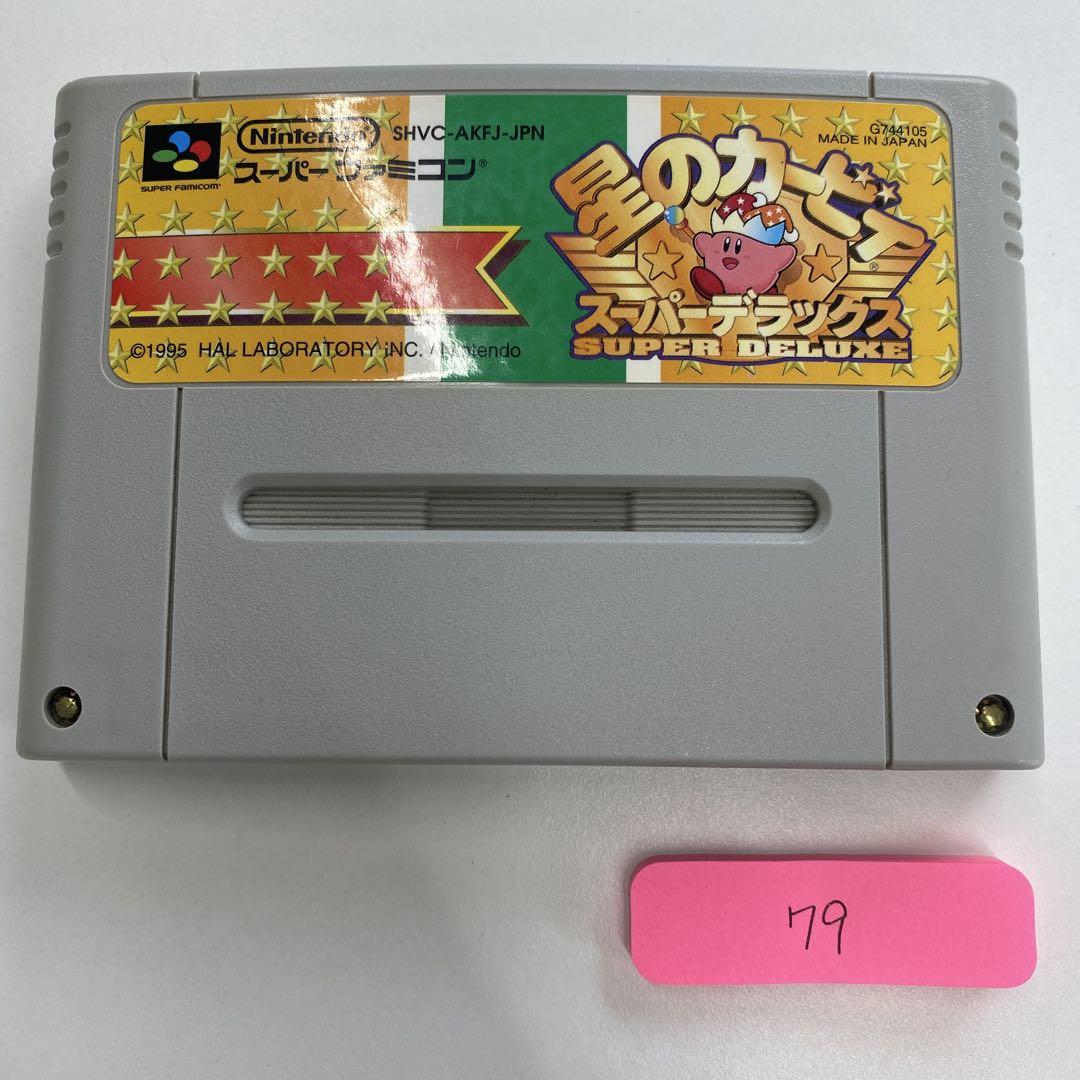 Nintendo SHVC-AKFJ-JPN
スーパーファミコン®
SUPER FAMICOM®
G744105
MADE IN JAPAN
星のカービィ®
スーパーデラックス
SUPER DELUXE
©1995 HAL LABORATORY INC. / Nintendo
79